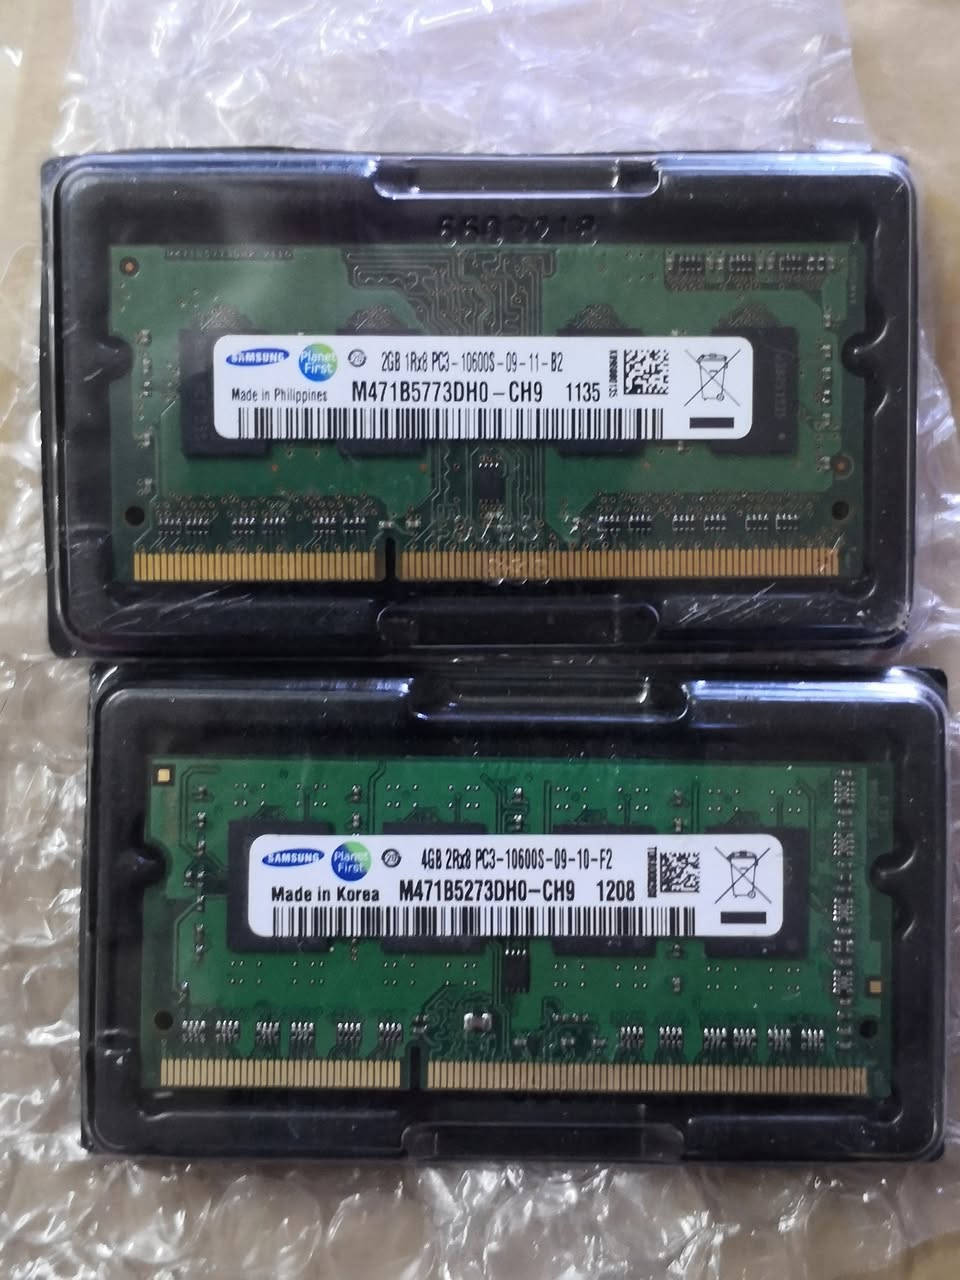 SAMSUNG
Planet
First
2GB 1Rx8 PC3-10600S-09-11-B2
Made in Philippines
M471B5773DH0-CH9 1135
SAMSUNG
Planet
First
4GB 2Rx8 PC3-10600S-09-10-F2
Made in Korea
M471B5273DH0-CH9 1208